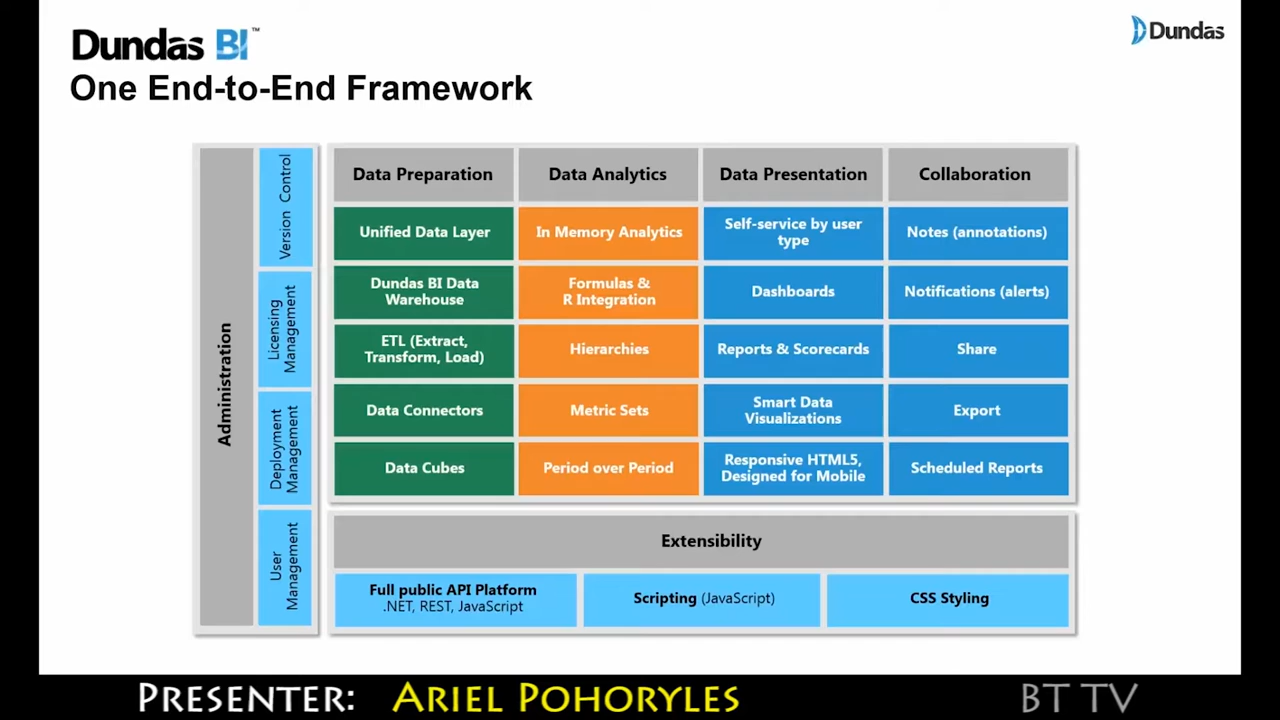 Dundas BI™
Dundas
One End-to-End Framework
Administration
Version Control
Licensing
Management
Deployment
Management
User
Management
Data Preparation
Data Analytics
Data Presentation
Collaboration
Unified Data Layer
In Memory Analytics
Self-service by user
type
Notes (annotations)
Dundas BI Data
Warehouse
Formulas &
R Integration
Dashboards
Notifications (alerts)
ETL (Extract,
Transform, Load)
Hierarchies
Reports & Scorecards
Share
Data Connectors
Metric Sets
Smart Data
Visualizations
Export
Data Cubes
Period over Period
Responsive HTML5,
Designed for Mobile
Scheduled Reports
Extensibility
Full public API Platform
.NET, REST, JavaScript
Scripting (JavaScript)
CSS Styling
Presenter: Ariel Pohoryles
BT TV